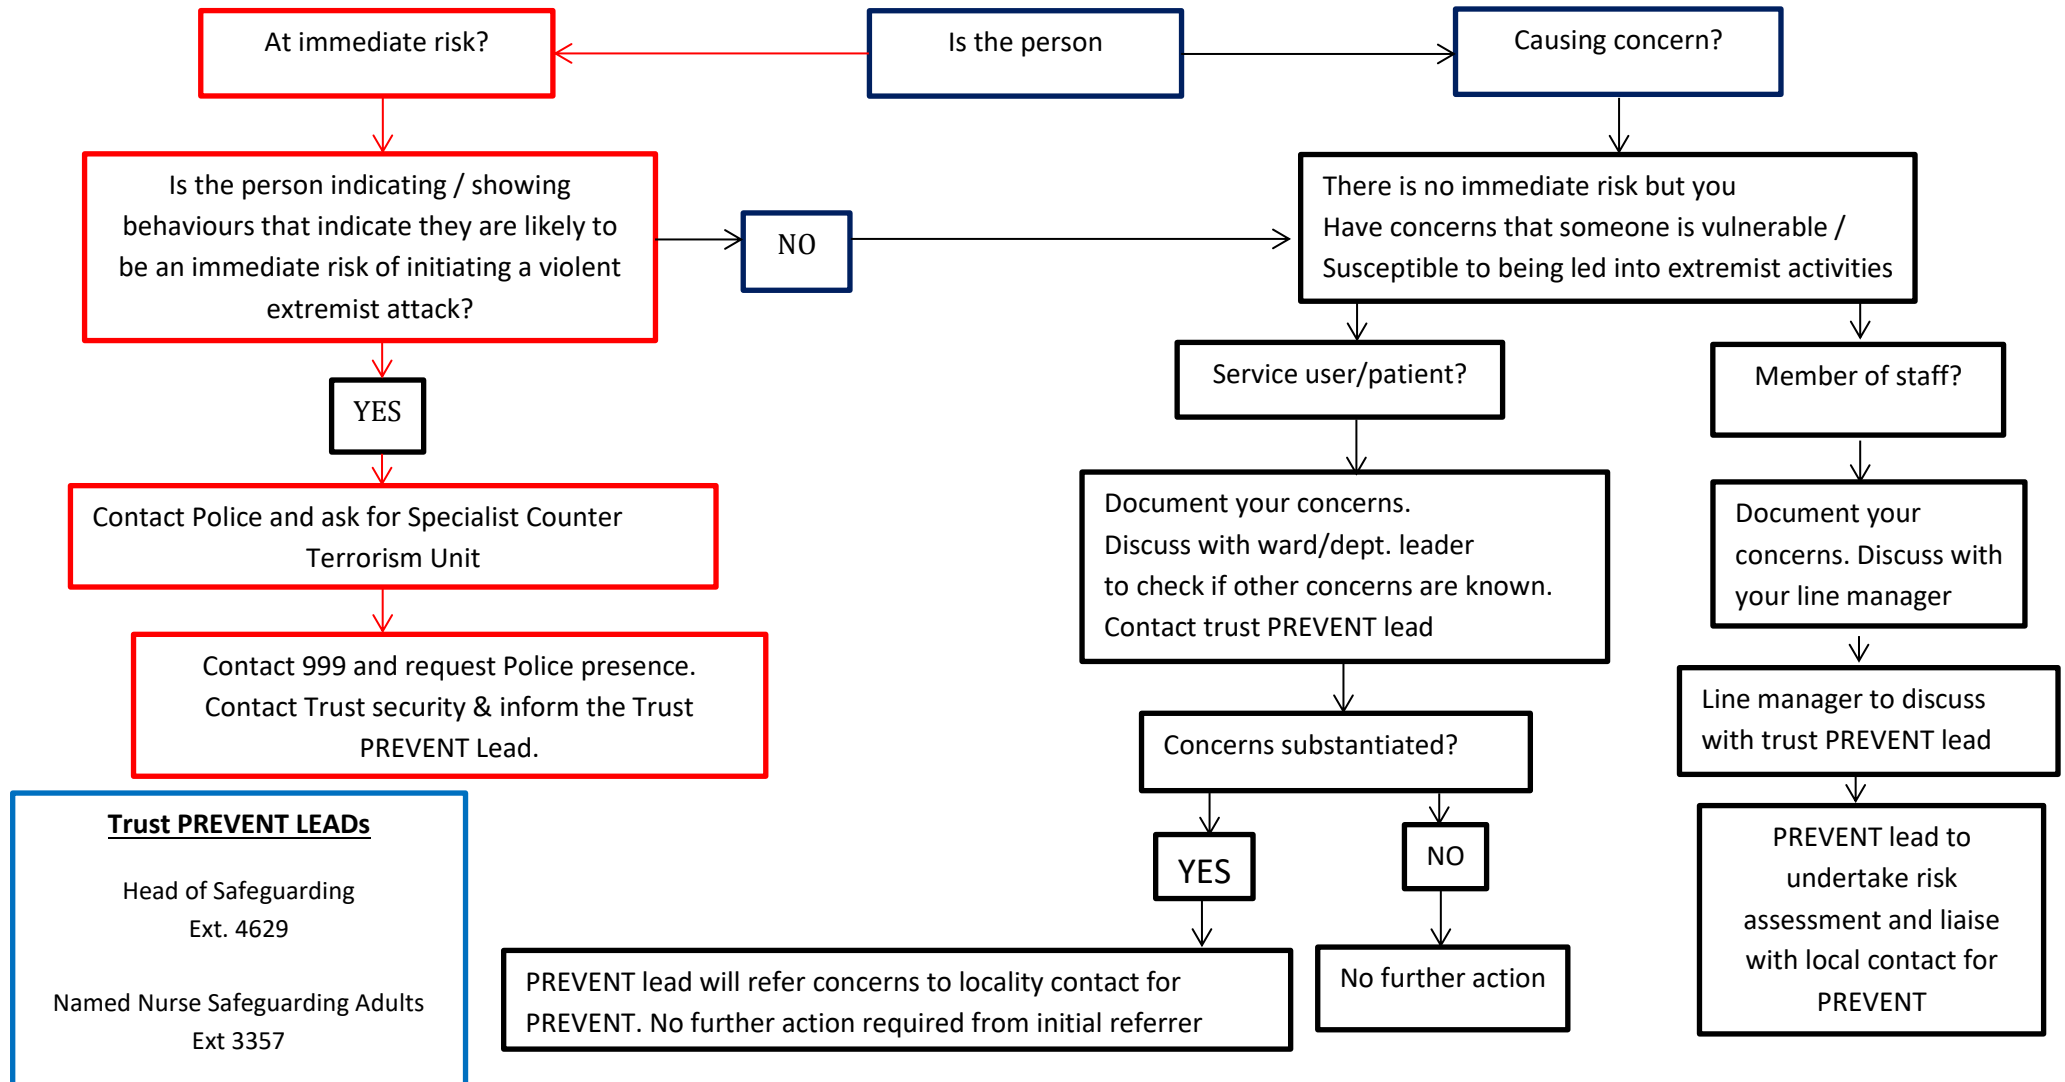 At immediate risk?
Is the person
Causing concern?
Is the person indicating / showing
behaviours that indicate they are likely to
be an immediate risk of initiating a violent
extremist attack?
NO
There is no immediate risk but you
Have concerns that someone is vulnerable /
Susceptible to being led into extremist activities
YES
Service user/patient?
Member of staff?
Contact Police and ask for Specialist Counter
Terrorism Unit
Document your concerns.
Discuss with ward/dept. leader
to check if other concerns are known.
Contact trust PREVENT lead
Document your
concerns. Discuss with
your line manager
Contact 999 and request Police presence.
Contact Trust security & inform the Trust
PREVENT Lead.
Concerns substantiated?
Line manager to discuss
with trust PREVENT lead
YES
NO
PREVENT lead will refer concerns to locality contact for
PREVENT. No further action required from initial referrer
No further action
PREVENT lead to
undertake risk
assessment and liaise
with local contact for
PREVENT
Trust PREVENT LEADs
Head of Safeguarding
Ext. 4629
Named Nurse Safeguarding Adults
Ext 3357